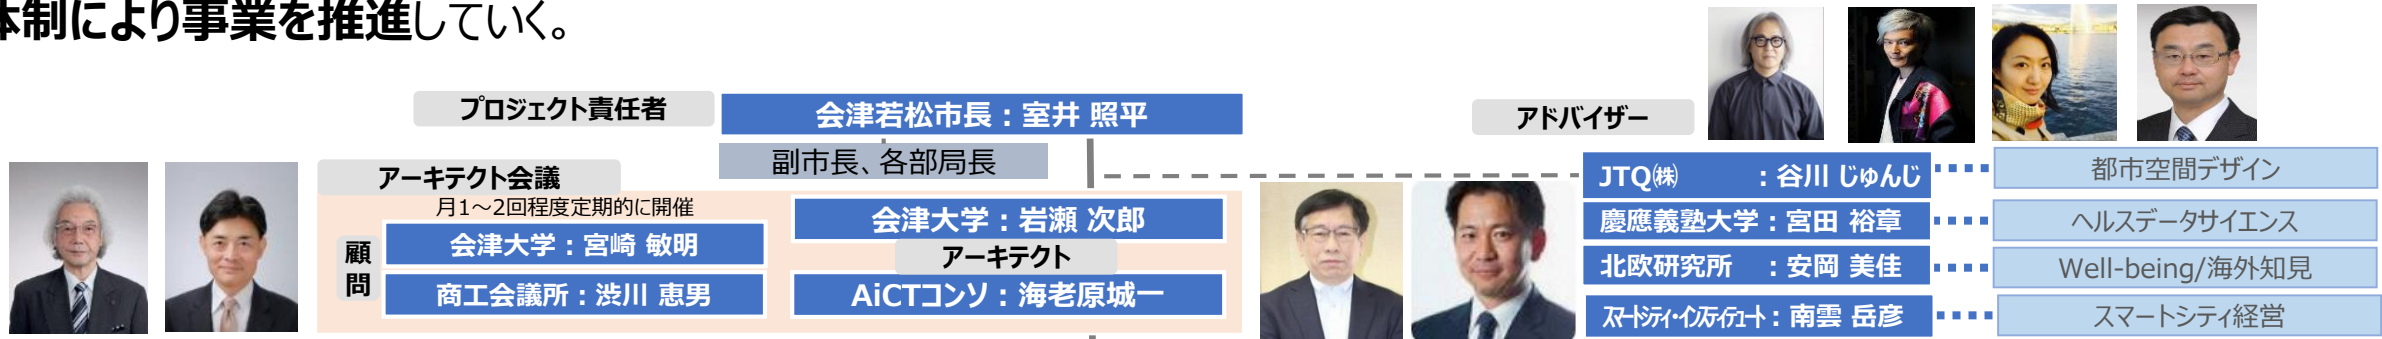 体制により事業を推進していく。
プロジェクト責任者
会津若松市長:室井 照平
副市長、各部局長
アーキテクト会議
月1~2回程度定期的に開催
顧問
会津大学:宮崎 敏明
商工会議所:渋川 恵男
会津大学:岩瀬 次郎
アーキテクト
AiCTコンソ:海老原城一
アドバイザー
JTQ㈱ :谷川 じゅんじ
都市空間デザイン
慶應義塾大学:宮田 裕章
ヘルスデータサイエンス
北欧研究所 :安岡 美佳
Well-being/海外知見
スマートシティ・インスティテュート:南雲 岳彦
スマートシティ経営